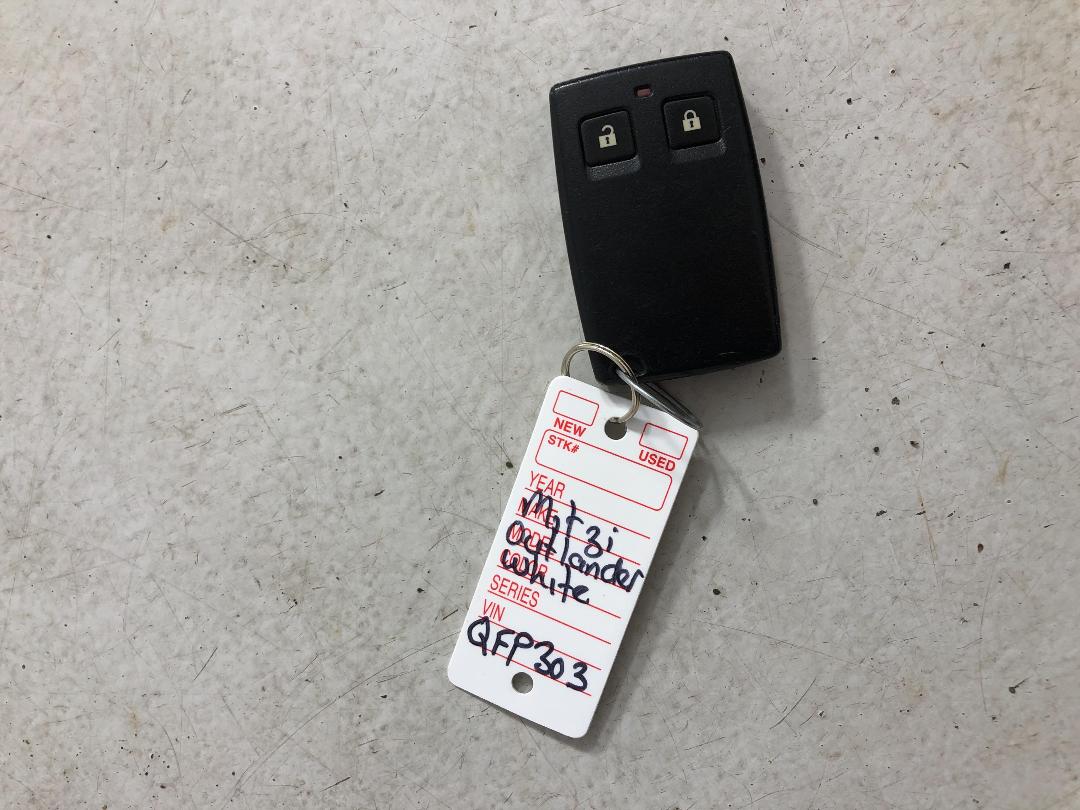 NEW USED
STK#
YEAR
MAKE Mitzi
MODEL Outlander
COLOR White
SERIES
VIN
QFP303